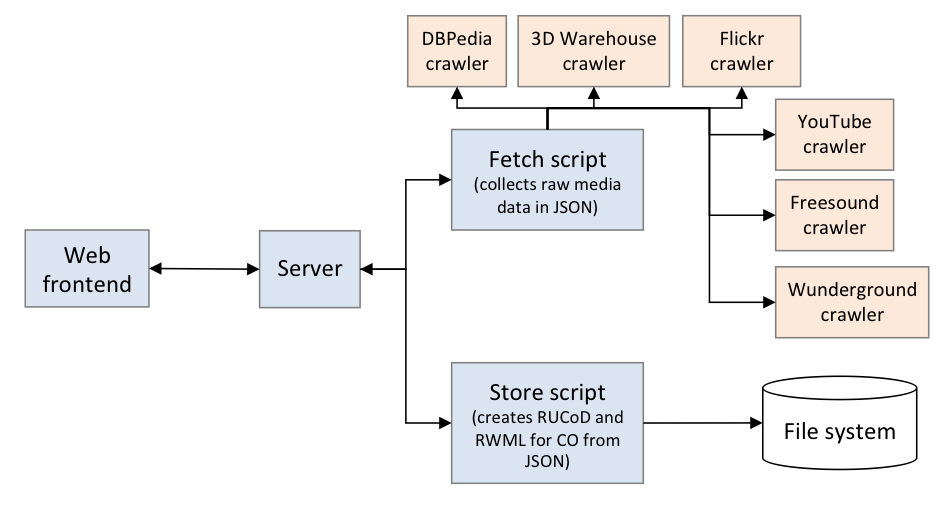 DBPedia
crawler
3D Warehouse
crawler
Flickr
crawler
YouTube
crawler
Fetch script
(collects raw media
data in JSON)
Freesound
crawler
Web
frontend
Server
Wunderground
crawler
Store script
(creates RUCoD and
RWML for CO from
JSON)
File system